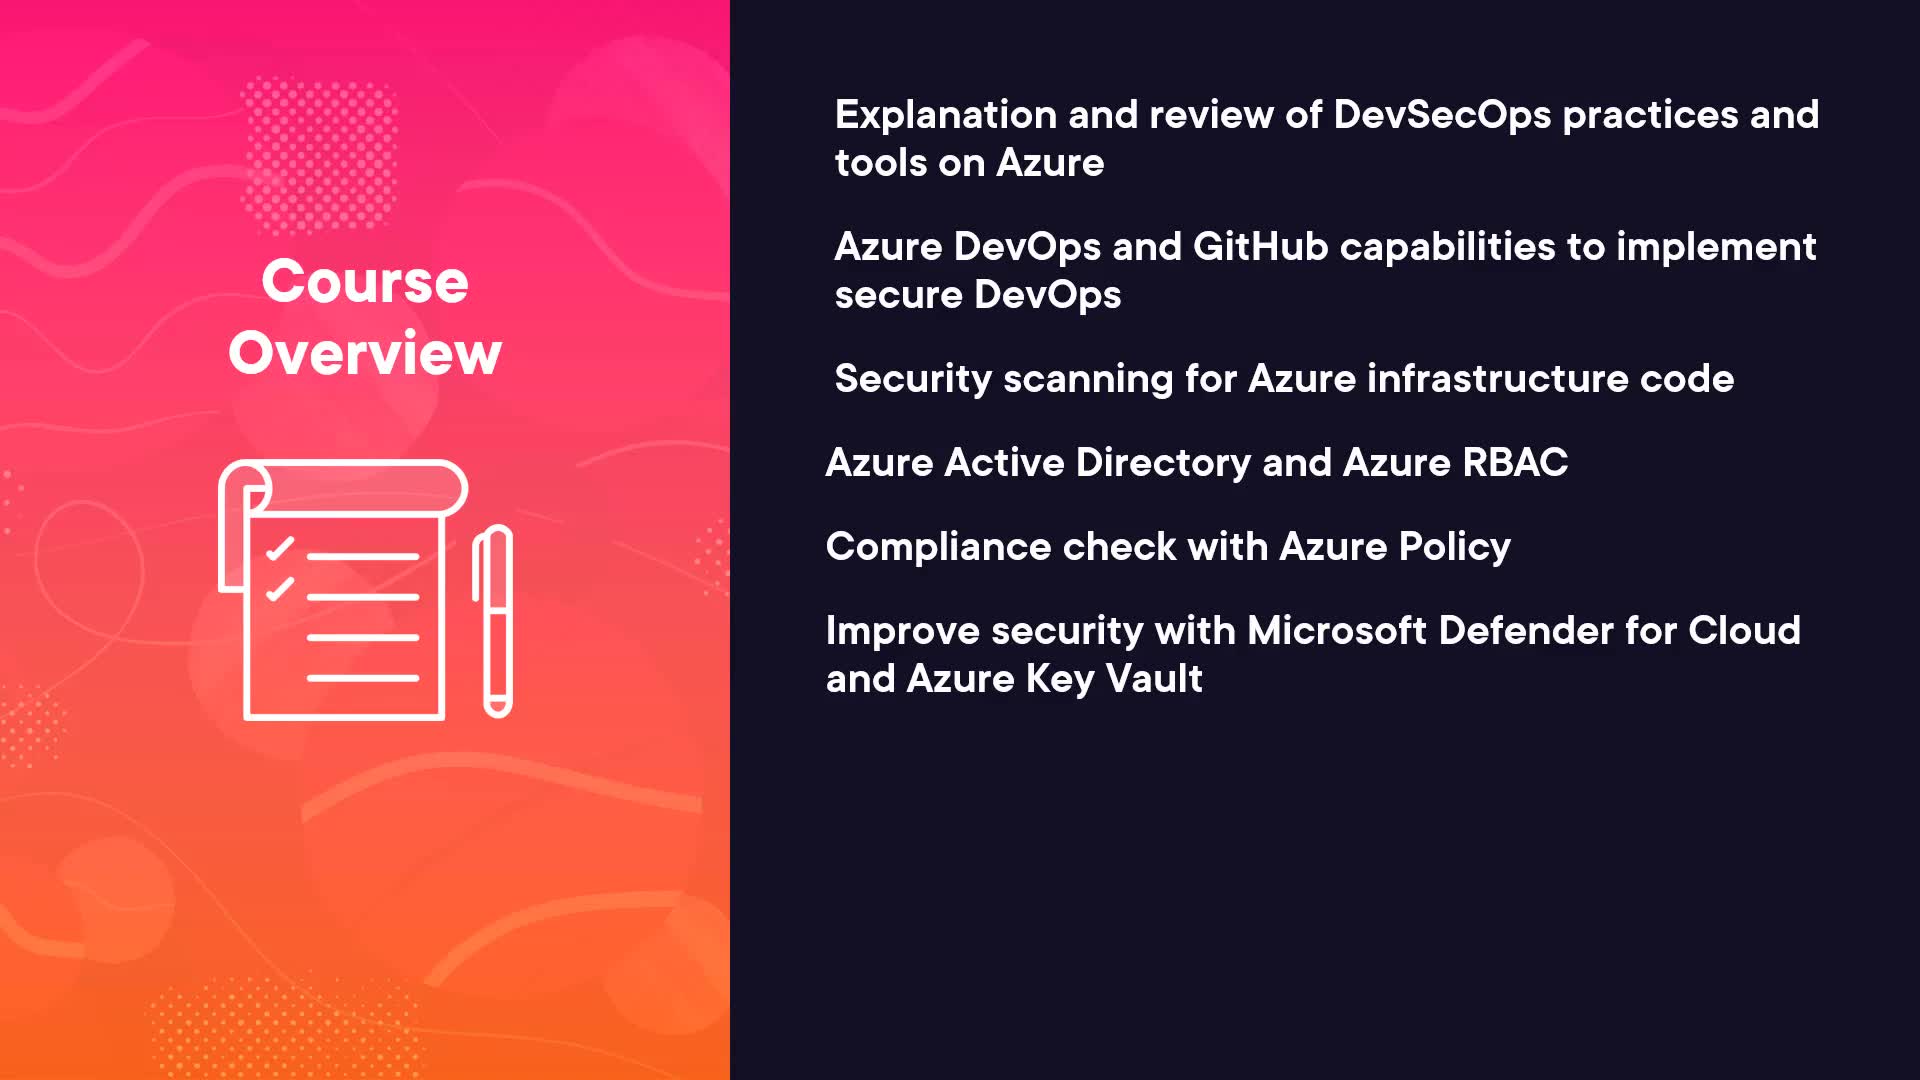 Course
Overview
Explanation and review of DevSecOps practices and
tools on Azure
Azure DevOps and GitHub capabilities to implement
secure DevOps
Security scanning for Azure infrastructure code
Azure Active Directory and Azure RBAC
Compliance check with Azure Policy
Improve security with Microsoft Defender for Cloud
and Azure Key Vault